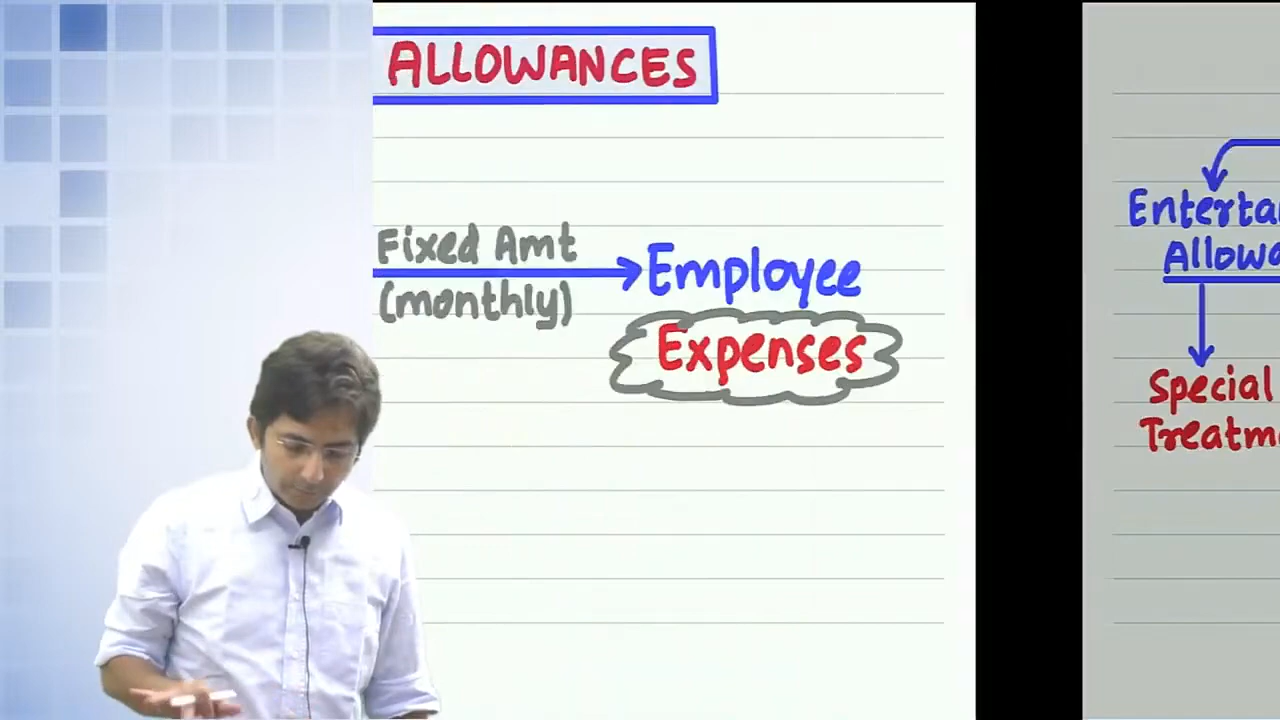 ALLOWANCES
Fixed Amt
(monthly)
Employee
Expenses
Special